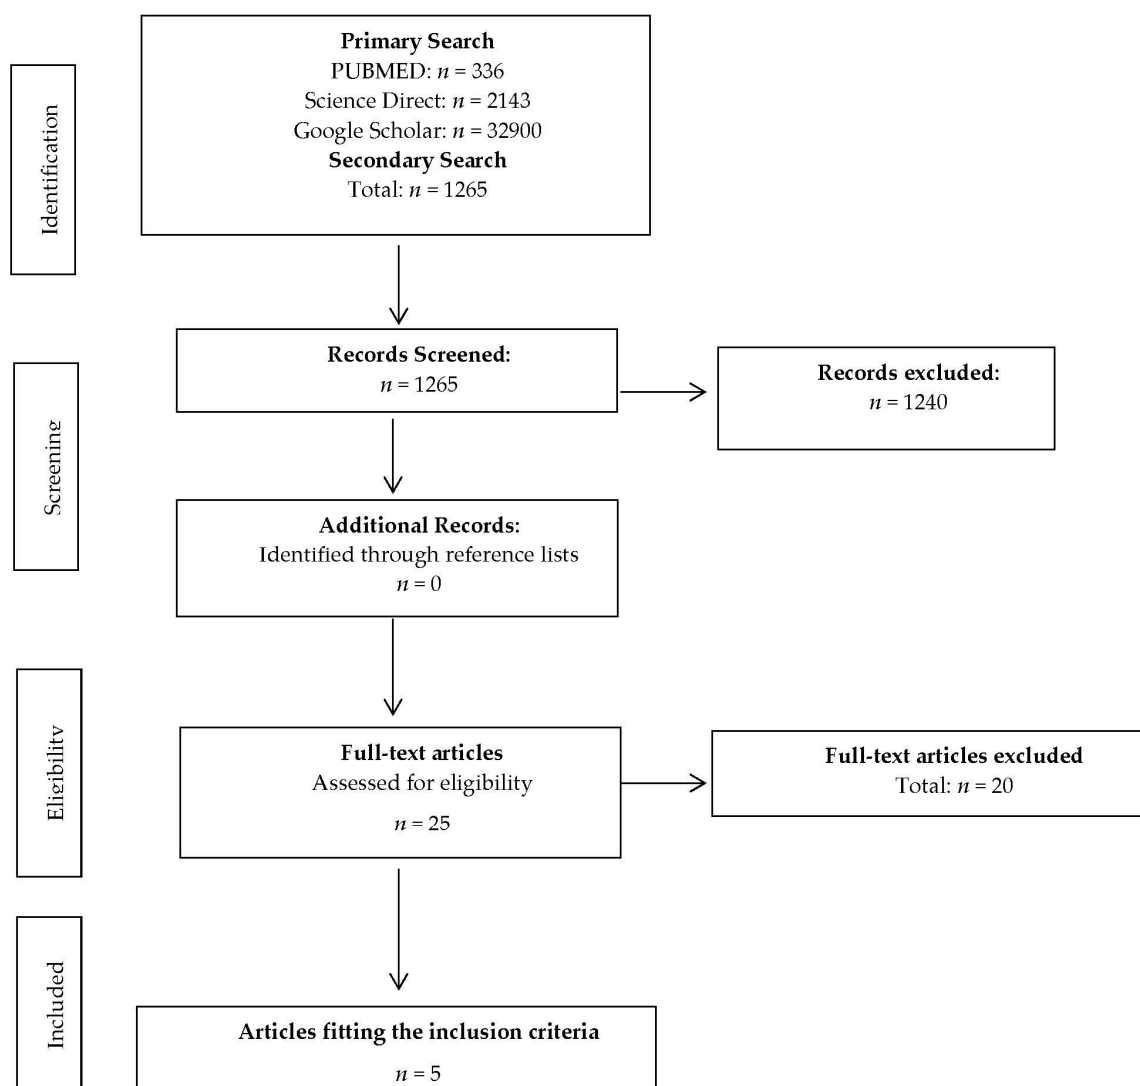 Identification
Primary Search
PUBMED: n = 336
Science Direct: n = 2143
Google Scholar: n = 32900
Secondary Search
Total: n = 1265
Screening
Records Screened:
n = 1265
Records excluded:
n = 1240
Additional Records:
Identified through reference lists
n = 0
Eligibility
Full-text articles
Assessed for eligibility
n = 25
Full-text articles excluded
Total: n = 20
Included
Articles fitting the inclusion criteria
n = 5